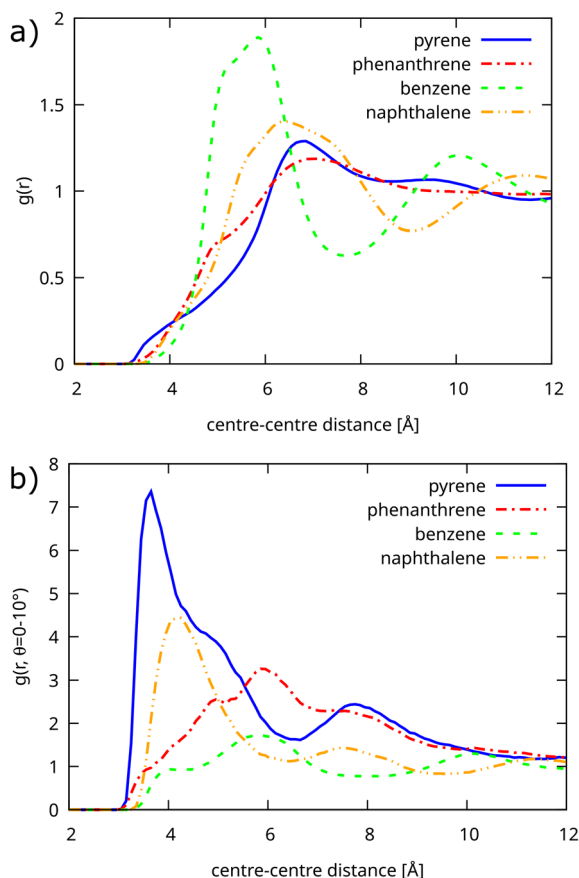 a)
2
1.5
1
0.5
0
g(r)
pyrene
phenanthrene
benzene
naphthalene
2 4 6 8 10 12
centre-centre distance [Å]
b)
8
7
6
5
4
3
2
1
0
g(r, θ=0-10°)
pyrene
phenanthrene
benzene
naphthalene
2 4 6 8 10 12
centre-centre distance [Å]